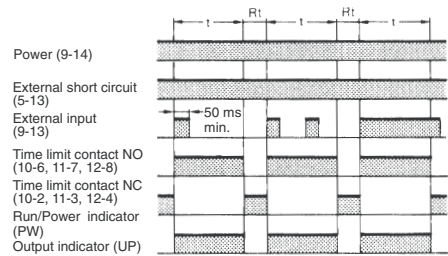 Rt Rt
t t t
Power (9-14)
External short circuit
(5-13)
External input
(9-13)
50 ms
min.
Time limit contact NO
(10-6, 11-7, 12-8)
Time limit contact NC
(10-2, 11-3, 12-4)
Run/Power indicator
(PW)
Output indicator (UP)